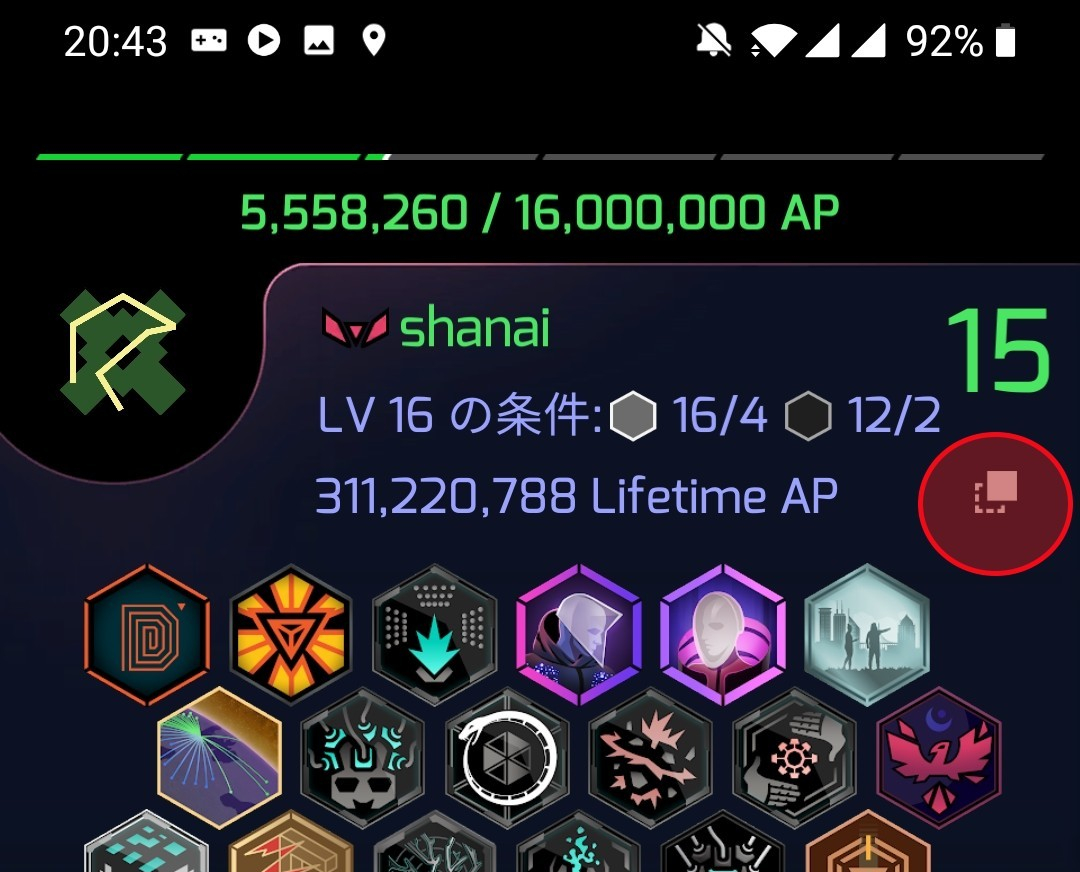 20:43 92%
5,558,260 / 16,000,000 AP
shanai
15
LV 16 の条件: 16/4 12/2
311,220,788 Lifetime AP